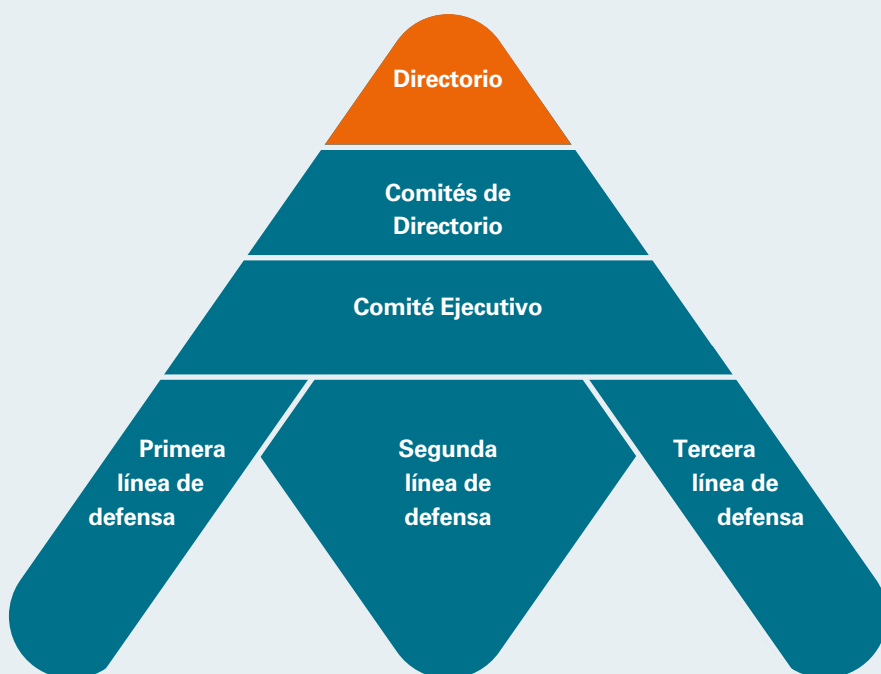 Directorio
Comités de
Directorio
Comité Ejecutivo
Primera
línea de
defensa
Segunda
línea de
defensa
Tercera
línea de
defensa